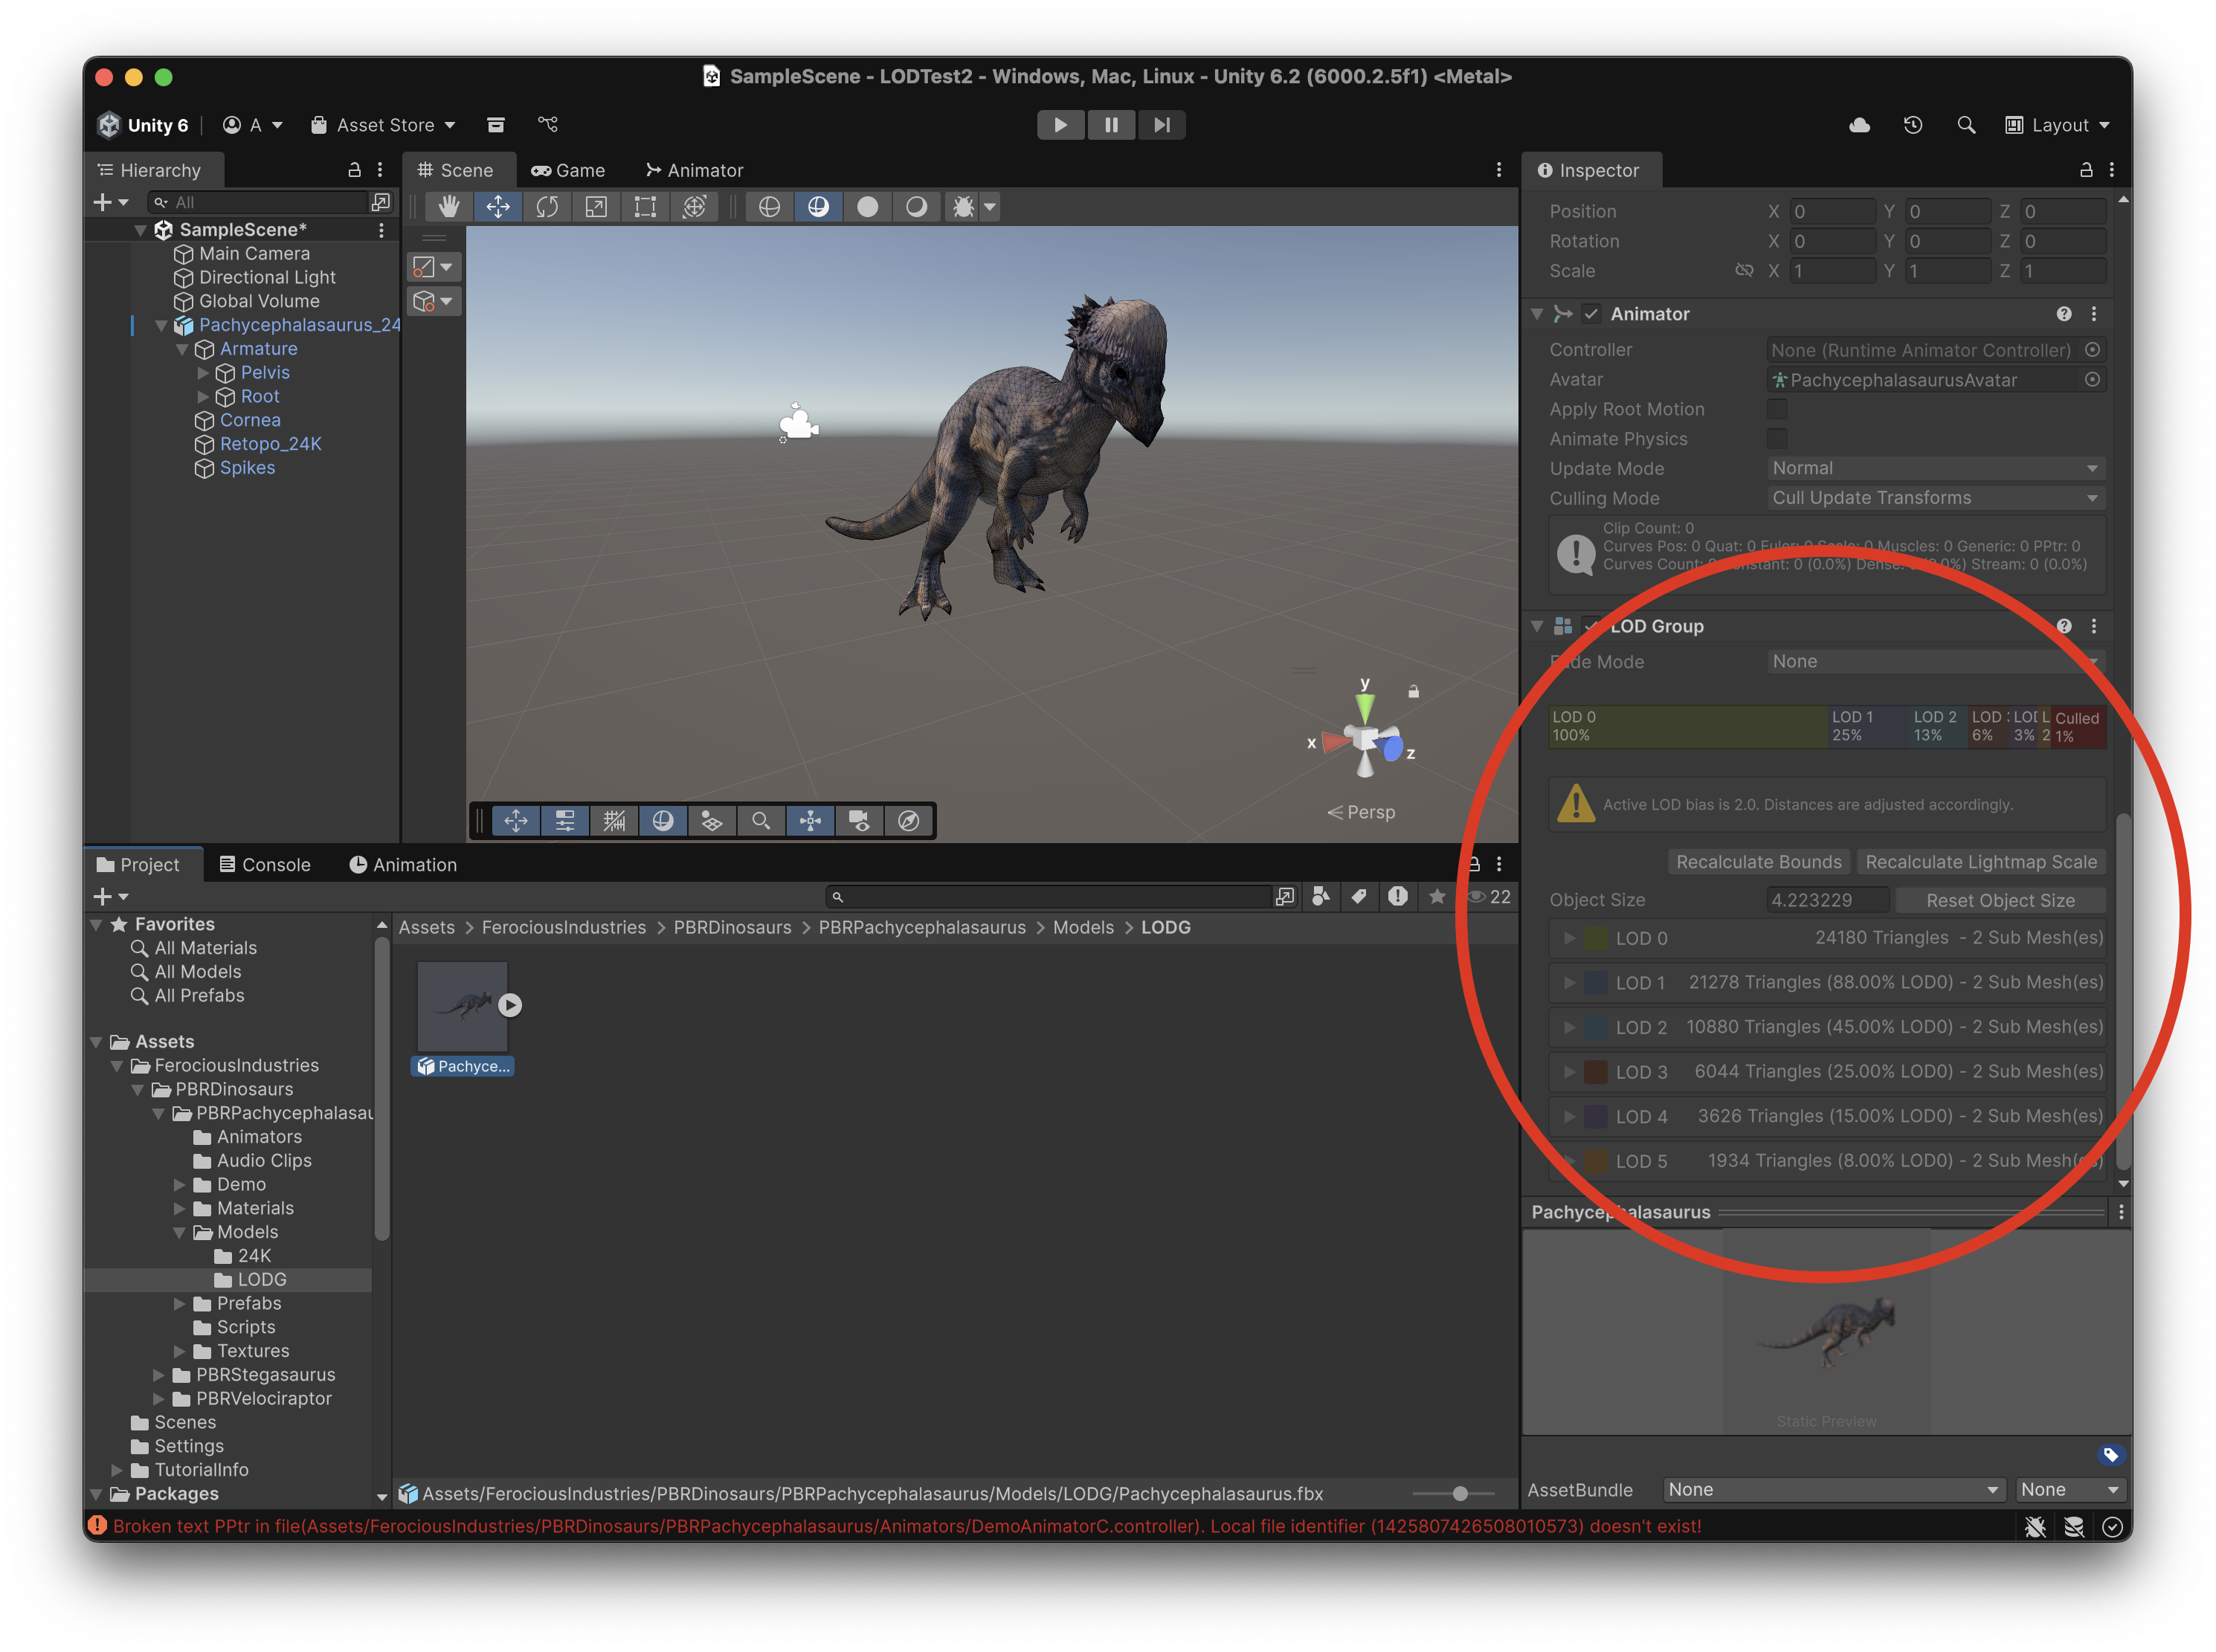 SampleScene - LODTest2 - Windows, Mac, Linux - Unity 6.2 (6000.2.5f1) <Metal>
Unity 6 A Asset Store Layout
Hierarchy
All
SampleScene*
Main Camera
Directional Light
Global Volume
Pachycephalasaurus_24
Armature
Pelvis
Root
Cornea
Retopo_24K
Spikes
Scene Game Animator
y
x
z
Persp
Inspector
Position X 0 Y 0 Z 0
Rotation X 0 Y 0 Z 0
Scale X 1 Y 1 Z 1
Animator
Controller None (Runtime Animator Controller)
Avatar PachycephalasaurusAvatar
Apply Root Motion
Animate Physics
Update Mode Normal
Culling Mode Cull Update Transforms
Clip Count: 0
Curves Pos: 0 Quat: 0 Euler: 0 Scale: 0 Muscles: 0 Generic: 0 PPtr: 0
Curves Count: 0 Constant: 0 (0.0%) Dense: 0 (0.0%) Stream: 0 (0.0%)
LOD Group
Fade Mode None
LOD 0 LOD 1 LOD 2 LOD : LOD L Culled
100% 25% 13% 6% 3% 2 1%
Active LOD bias is 2.0. Distances are adjusted accordingly.
Recalculate Bounds Recalculate Lightmap Scale
Object Size 4.223229 Reset Object Size
LOD 0 24180 Triangles - 2 Sub Mesh(es)
LOD 1 21278 Triangles (88.00% LOD0) - 2 Sub Mesh(es)
LOD 2 10880 Triangles (45.00% LOD0) - 2 Sub Mesh(es)
LOD 3 6044 Triangles (25.00% LOD0) - 2 Sub Mesh(es)
LOD 4 3626 Triangles (15.00% LOD0) - 2 Sub Mesh(es)
LOD 5 1934 Triangles (8.00% LOD0) - 2 Sub Mesh(es)
Pachycephalasaurus
Static Preview
AssetBundle None None
Project Console Animation
22
Favorites
All Materials
All Models
All Prefabs
Assets
FerociousIndustries
PBRDinosaurs
PBRPachycephalasau
Animators
Audio Clips
Demo
Materials
Models
24K
LODG
Prefabs
Scripts
Textures
PBRStegasaurus
PBRVelociraptor
Scenes
Settings
TutorialInfo
Packages
Assets > FerociousIndustries > PBRDinosaurs > PBRPachycephalasaurus > Models > LODG
Pachyce...
Assets/FerociousIndustries/PBRDinosaurs/PBRPachycephalasaurus/Models/LODG/Pachycephalasaurus.fbx
Broken text PPtr in file(Assets/FerociousIndustries/PBRDinosaurs/PBRPachycephalasaurus/Animators/DemoAnimatorC.controller). Local file identifier (1425807426508010573) doesn't exist!